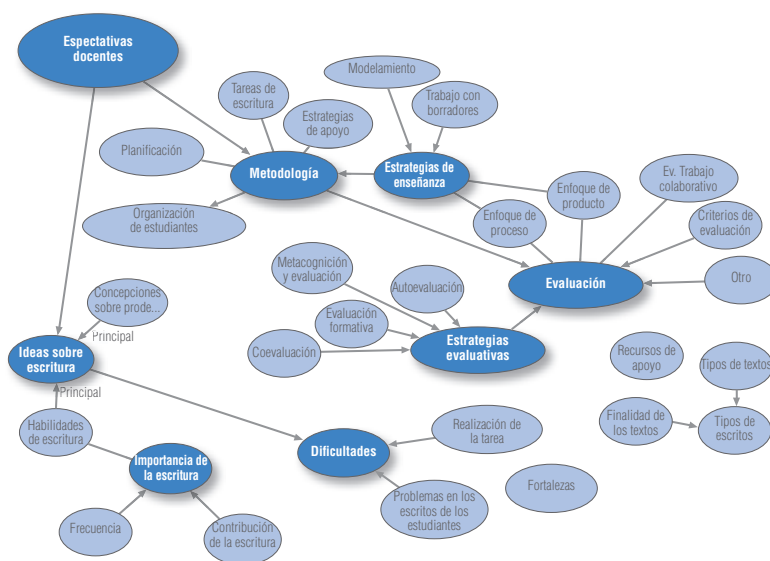 Espectativas
docentes
Modelamiento
Tareas de
escritura
Trabajo con
borradores
Estrategias
de apoyo
Planificación
Metodología
Estrategias de
enseñanza
Ev. Trabajo
colaborativo
Enfoque de
producto
Organización
de estudiantes
Enfoque de
proceso
Criterios de
evaluación
Metacognición
y evaluación
Autoevaluación
Evaluación
Otro
Concepciones
sobre prode...
Evaluación
formativa
Principal
Estrategias
evaluativas
Coevaluación
Ideas sobre
escritura
Recursos de
apoyo
Tipos de textos
Principal
Habilidades
de escritura
Realización de
la tarea
Finalidad de
los textos
Tipos de
escritos
Importancia de
la escritura
Dificultades
Fortalezas
Problemas en los
escritos de los
estudiantes
Frecuencia
Contribución
de la escritura